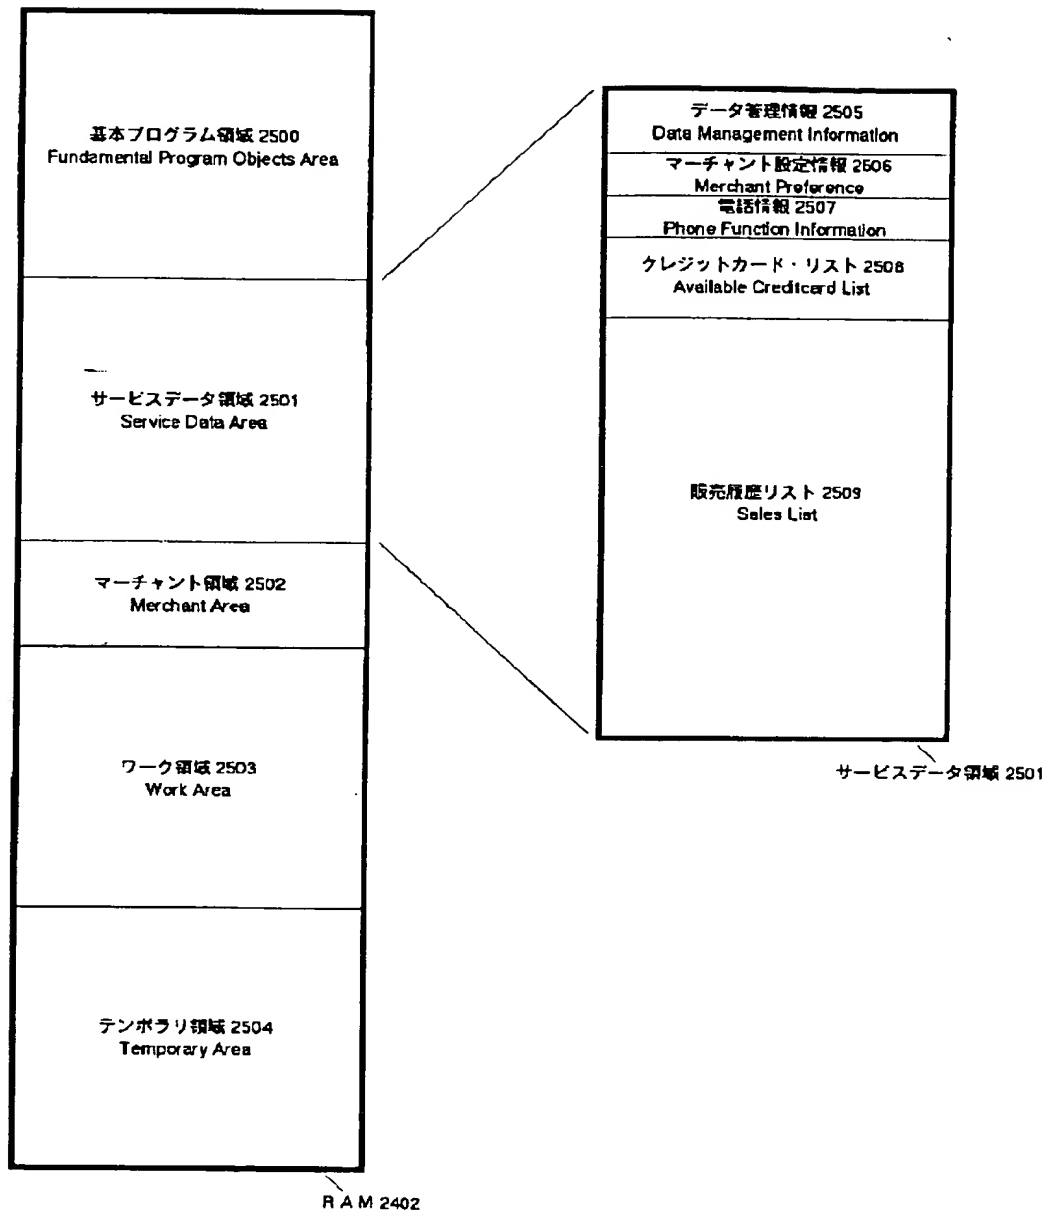 基本プログラム領域 2500
Fundamental Program Objects Area
サービスデータ領域 2501
Service Data Area
マーチャント領域 2502
Merchant Area
ワーク領域 2503
Work Area
テンポラリ領域 2504
Temporary Area
RAM 2402
データ管理情報 2505
Data Management Information
マーチャント設定情報 2506
Merchant Preference
電話情報 2507
Phone Function Information
クレジットカード・リスト 2508
Available Creditcard List
販売履歴リスト 2509
Sales List
サービスデータ領域 2501